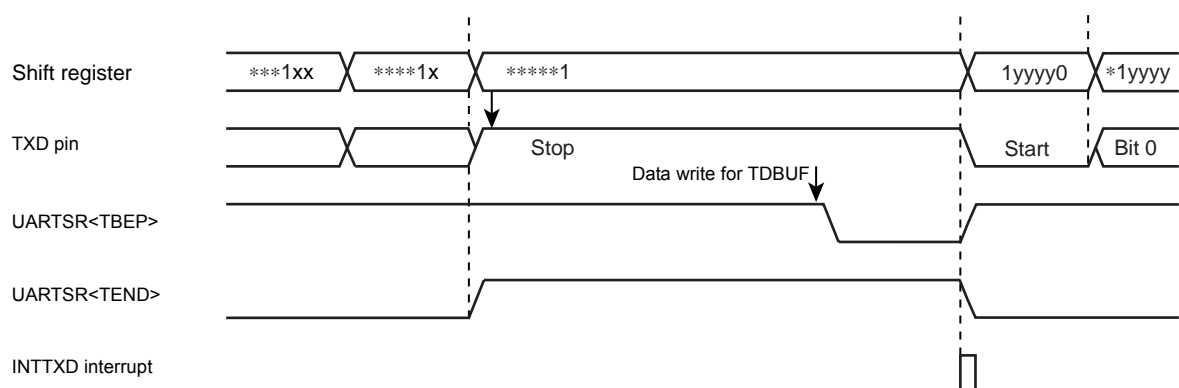 Shift register ***1xx ****1x *****1 1yyyy0 *1yyyy
TXD pin Stop Start Bit 0
Data write for TDBUF
UARTSR<TBEP>
UARTSR<TEND>
INTTXD interrupt